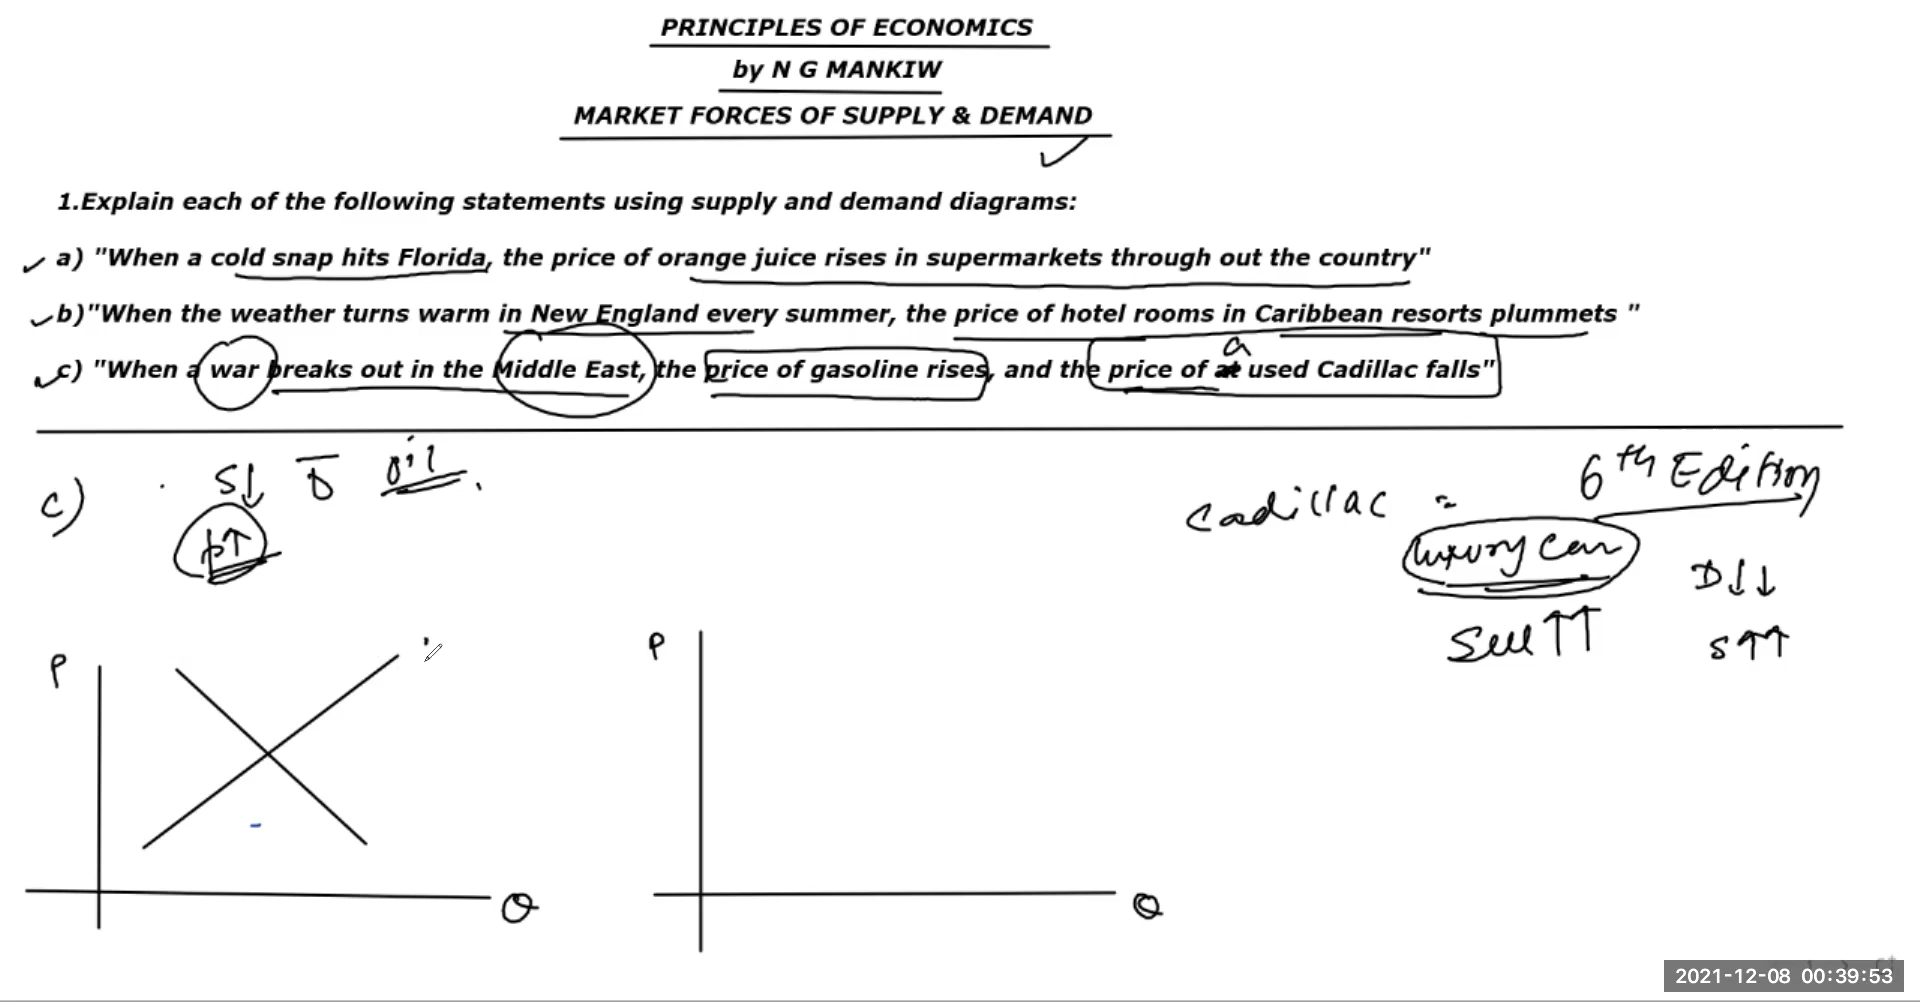 PRINCIPLES OF ECONOMICS
by N G MANKIW
MARKET FORCES OF SUPPLY & DEMAND
1.Explain each of the following statements using supply and demand diagrams:
a) "When a cold snap hits Florida, the price of orange juice rises in supermarkets through out the country"
b)"When the weather turns warm in New England every summer, the price of hotel rooms in Caribbean resorts plummets "
a
c) "When a war breaks out in the Middle East, the price of gasoline rises, and the price of used Cadillac falls"
6th Edition
c) S↓ D̅ oil
Cadillac =
P↑
luxury car
D↓↓
Sell ↑↑
S↑↑
P
P
Q
Q
2021-12-08 00:39:53